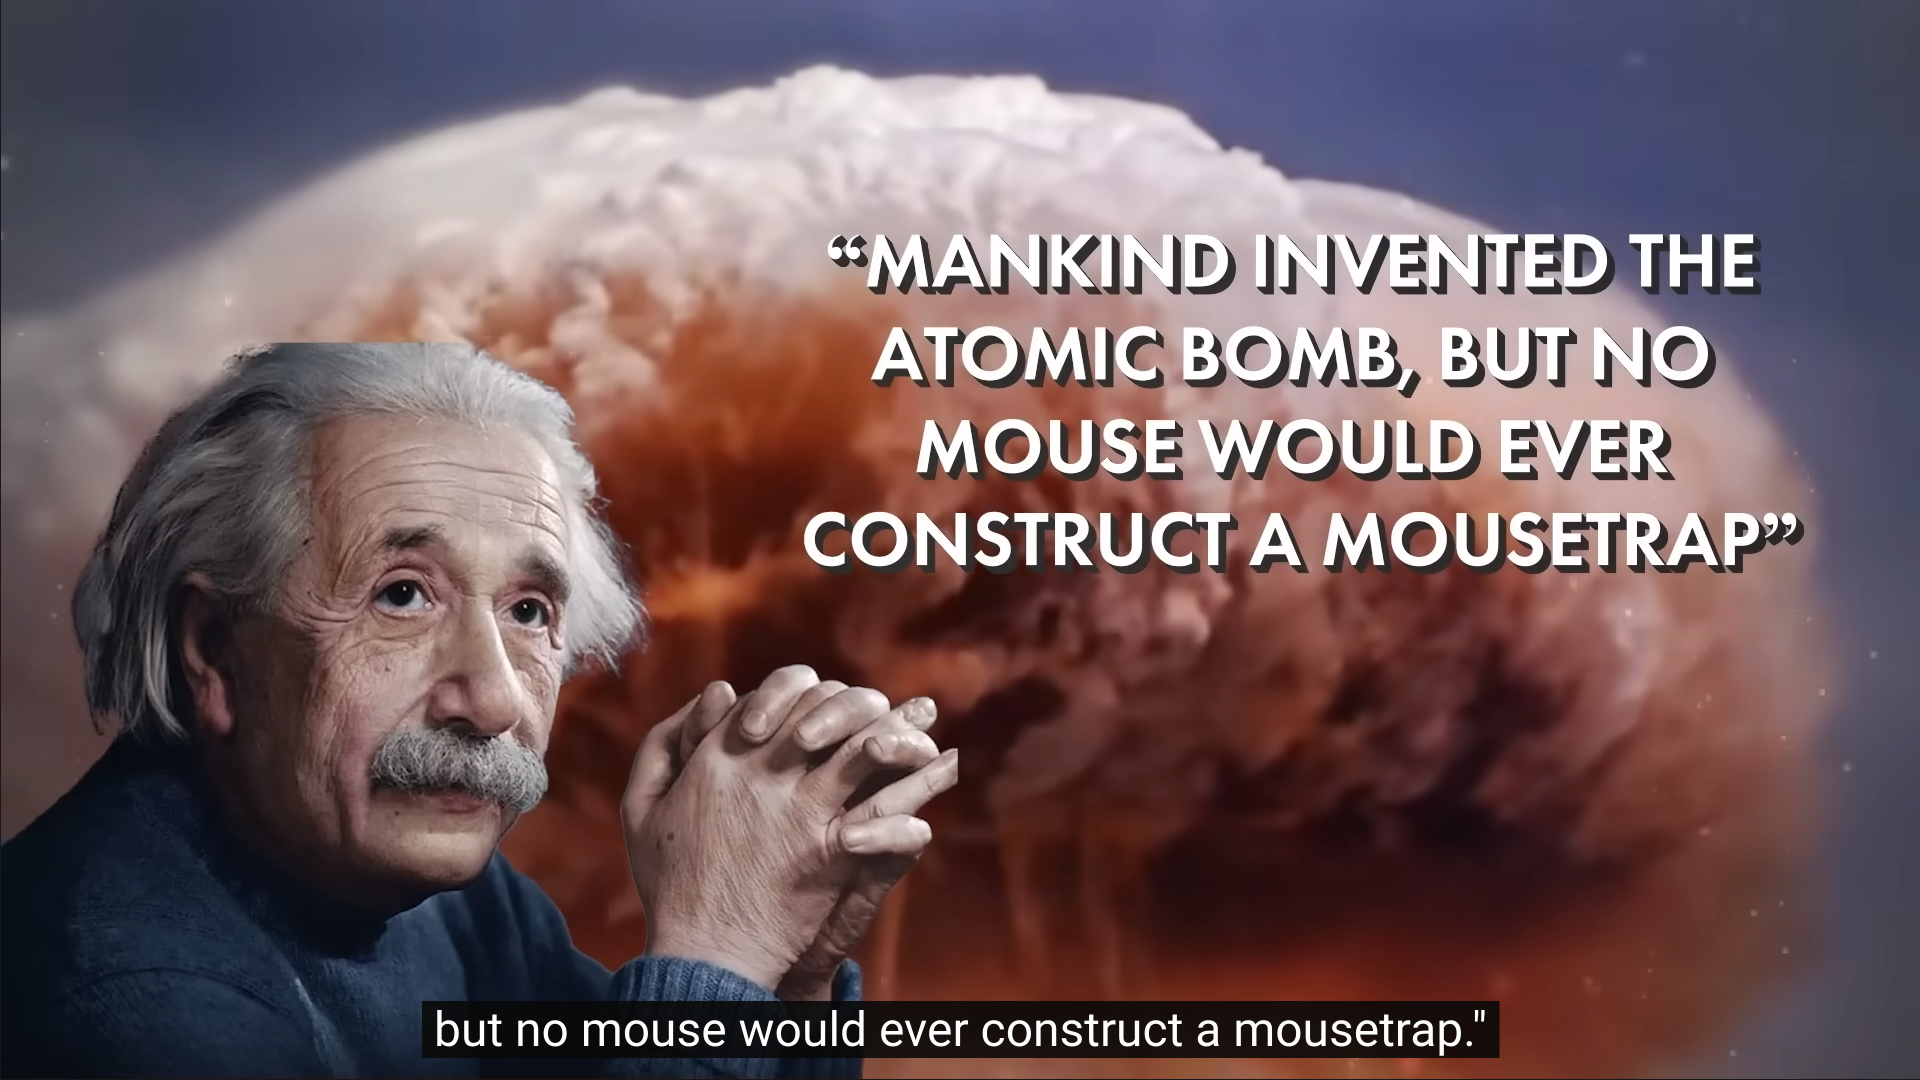 “MANKIND INVENTED THE
ATOMIC BOMB, BUT NO
MOUSE WOULD EVER
CONSTRUCT A MOUSETRAP”
but no mouse would ever construct a mousetrap."